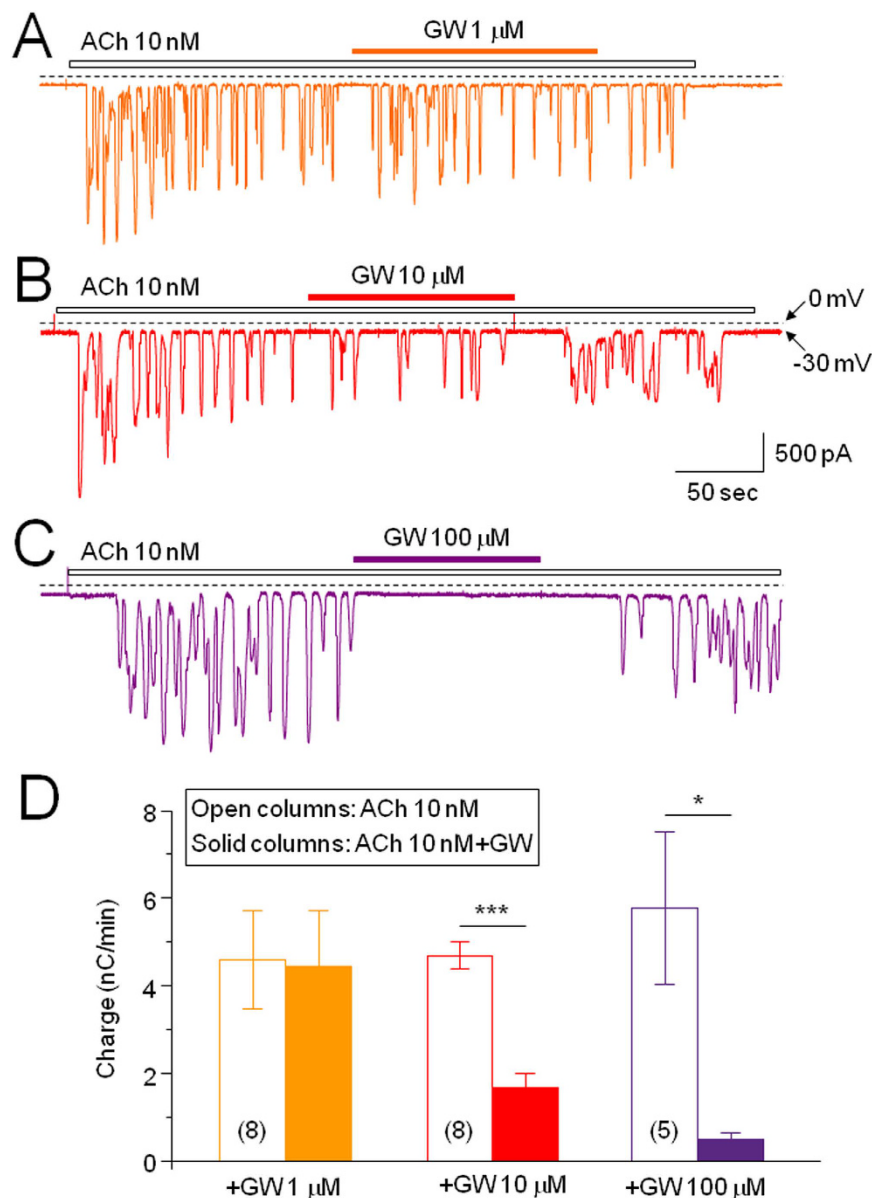 A
ACh 10 nM
GW 1 μM
B
ACh 10 nM
GW 10 μM
0 mV
-30 mV
500 pA
50 sec
C
ACh 10 nM
GW 100 μM
D
Open columns: ACh 10 nM
Solid columns: ACh 10 nM+GW
*
***
8
6
4
2
0
Charge (nC/min)
(8)
(8)
(5)
+GW 1 μM
+GW 10 μM
+GW 100 μM